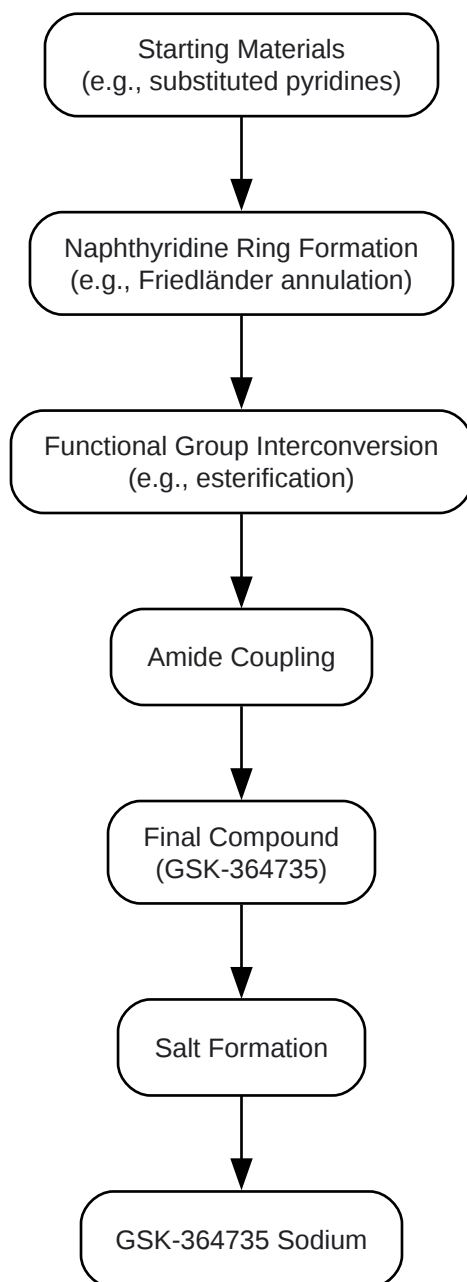 Starting Materials
(e.g., substituted pyridines)
Naphthyridine Ring Formation
(e.g., Friedländer annulation)
Functional Group Interconversion
(e.g., esterification)
Amide Coupling
Final Compound
(GSK-364735)
Salt Formation
GSK-364735 Sodium